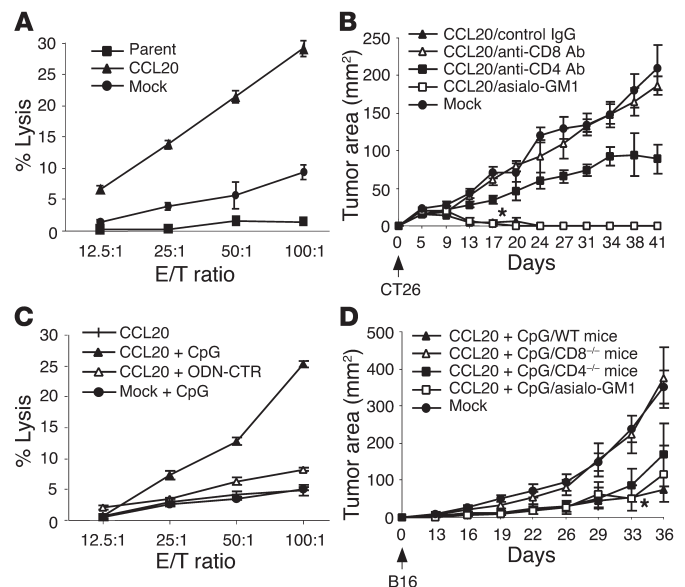 A
30
25
20
15
10
5
0
% Lysis
Parent
CCL20
Mock
12.5:1 25:1 50:1 100:1
E/T ratio
B
250
200
150
100
50
0
Tumor area (mm²)
CCL20/control IgG
CCL20/anti-CD8 Ab
CCL20/anti-CD4 Ab
CCL20/asialo-GM1
Mock
*
0 5 9 13 17 20 24 27 31 34 38 41
Days
CT26
C
30
25
20
15
10
5
0
% Lysis
CCL20
CCL20 + CpG
CCL20 + ODN-CTR
Mock + CpG
12.5:1 25:1 50:1 100:1
E/T ratio
D
500
400
300
200
100
0
Tumor area (mm²)
CCL20 + CpG/WT mice
CCL20 + CpG/CD8⁻/⁻ mice
CCL20 + CpG/CD4⁻/⁻ mice
CCL20 + CpG/asialo-GM1
Mock
*
0 13 16 19 22 26 29 33 36
Days
B16